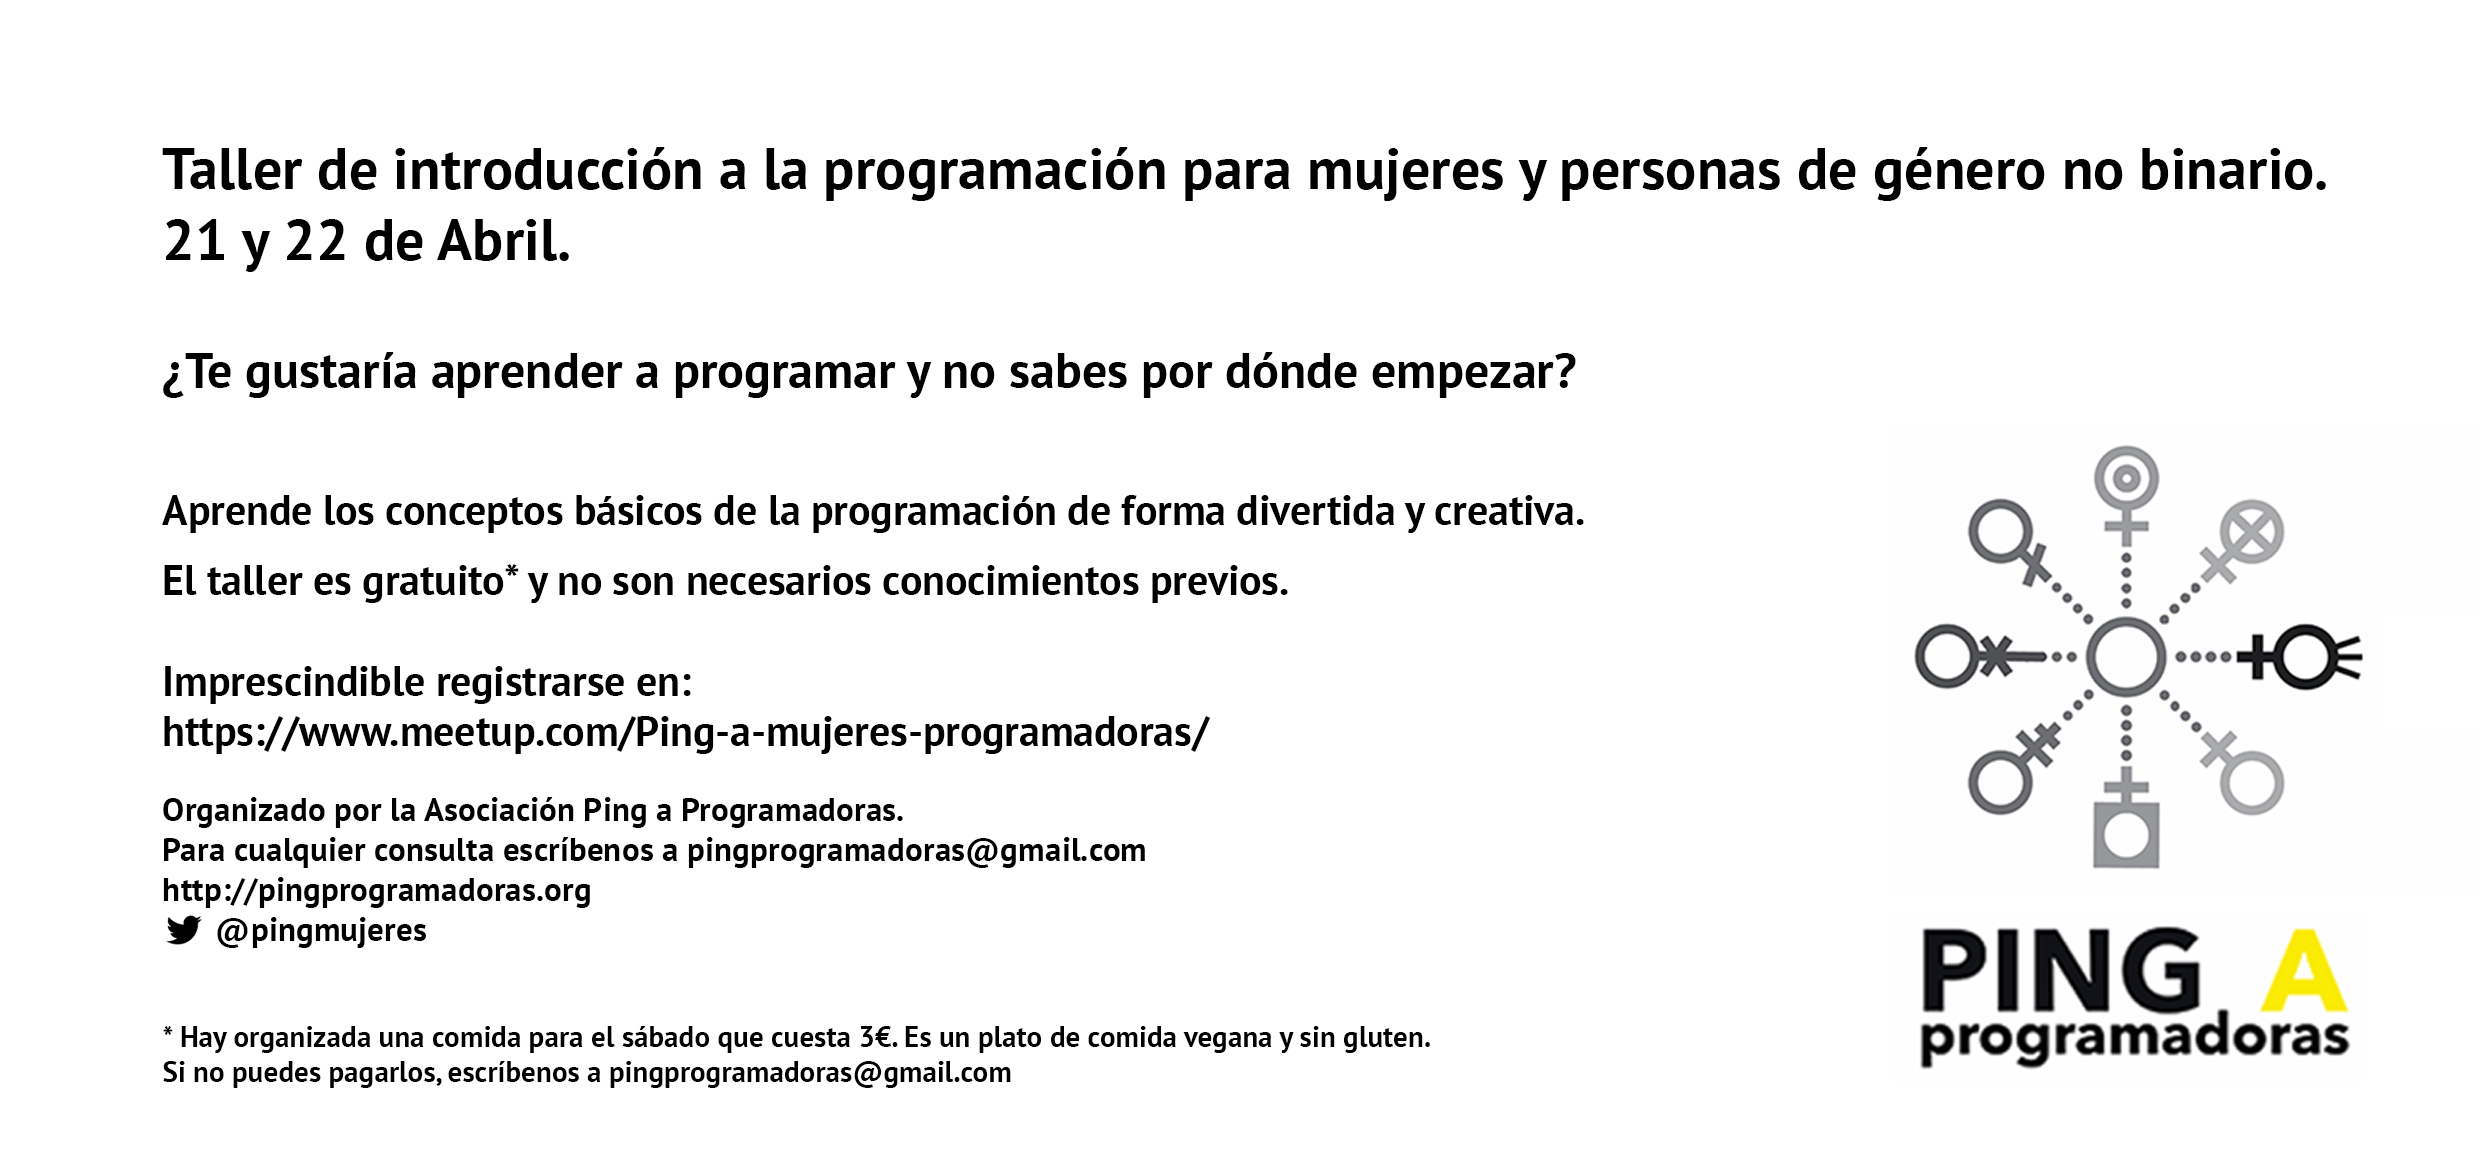 Taller de introducción a la programación para mujeres y personas de género no binario.
21 y 22 de Abril.
¿Te gustaría aprender a programar y no sabes por dónde empezar?
Aprende los conceptos básicos de la programación de forma divertida y creativa.
El taller es gratuito* y no son necesarios conocimientos previos.
Imprescindible registrarse en:
https://www.meetup.com/Ping-a-mujeres-programadoras/
Organizado por la Asociación Ping a Programadoras.
Para cualquier consulta escríbenos a pingprogramadoras@gmail.com
http://pingprogramadoras.org
@pingmujeres
* Hay organizada una comida para el sábado que cuesta 3€. Es un plato de comida vegana y sin gluten.
Si no puedes pagarlos, escríbenos a pingprogramadoras@gmail.com
PING A
programadoras